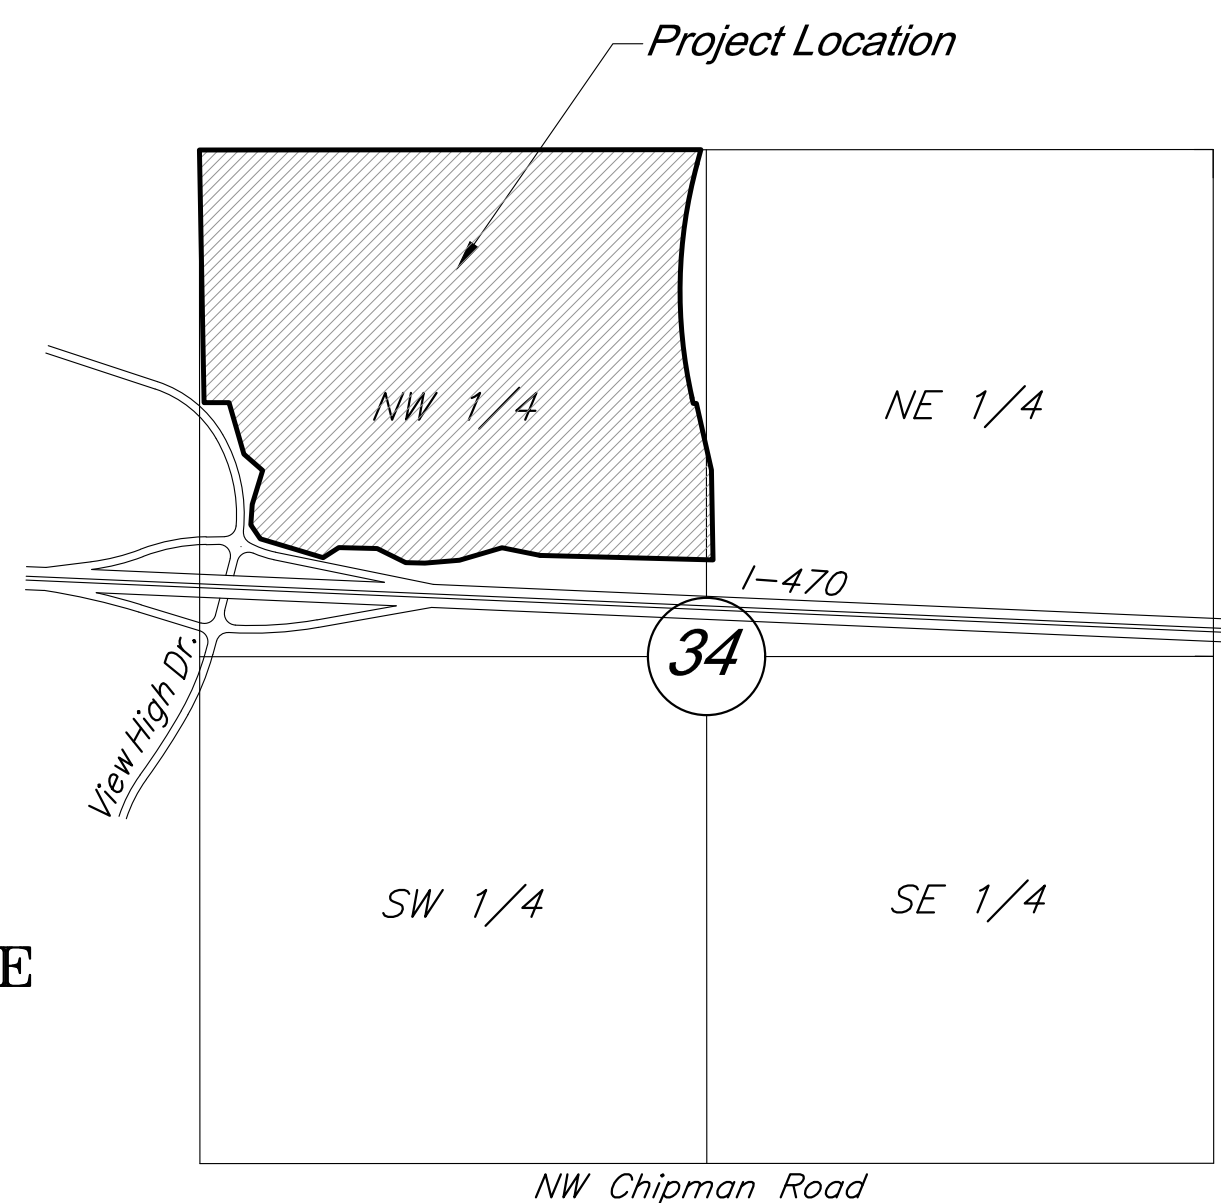 Project Location
NW 1/4
NE 1/4
I-470
34
View High Dr.
SW 1/4
SE 1/4
E
NW Chipman Road